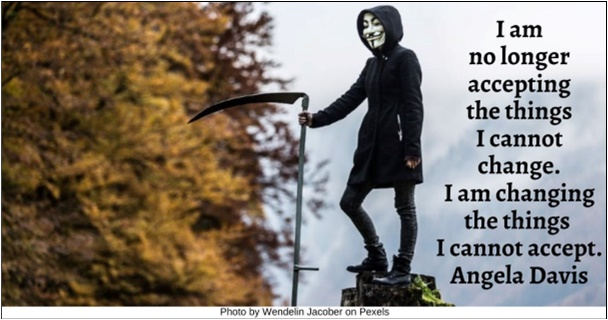 I am
no longer
accepting
the things
I cannot
change.
I am changing
the things
I cannot accept.
Angela Davis
Photo by Wendelin Jacober on Pexels